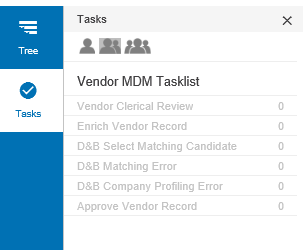 Tree
Tasks
Tasks
Vendor MDM Tasklist
Vendor Clerical Review 0
Enrich Vendor Record 0
D&B Select Matching Candidate 0
D&B Matching Error 0
D&B Company Profiling Error 0
Approve Vendor Record 0